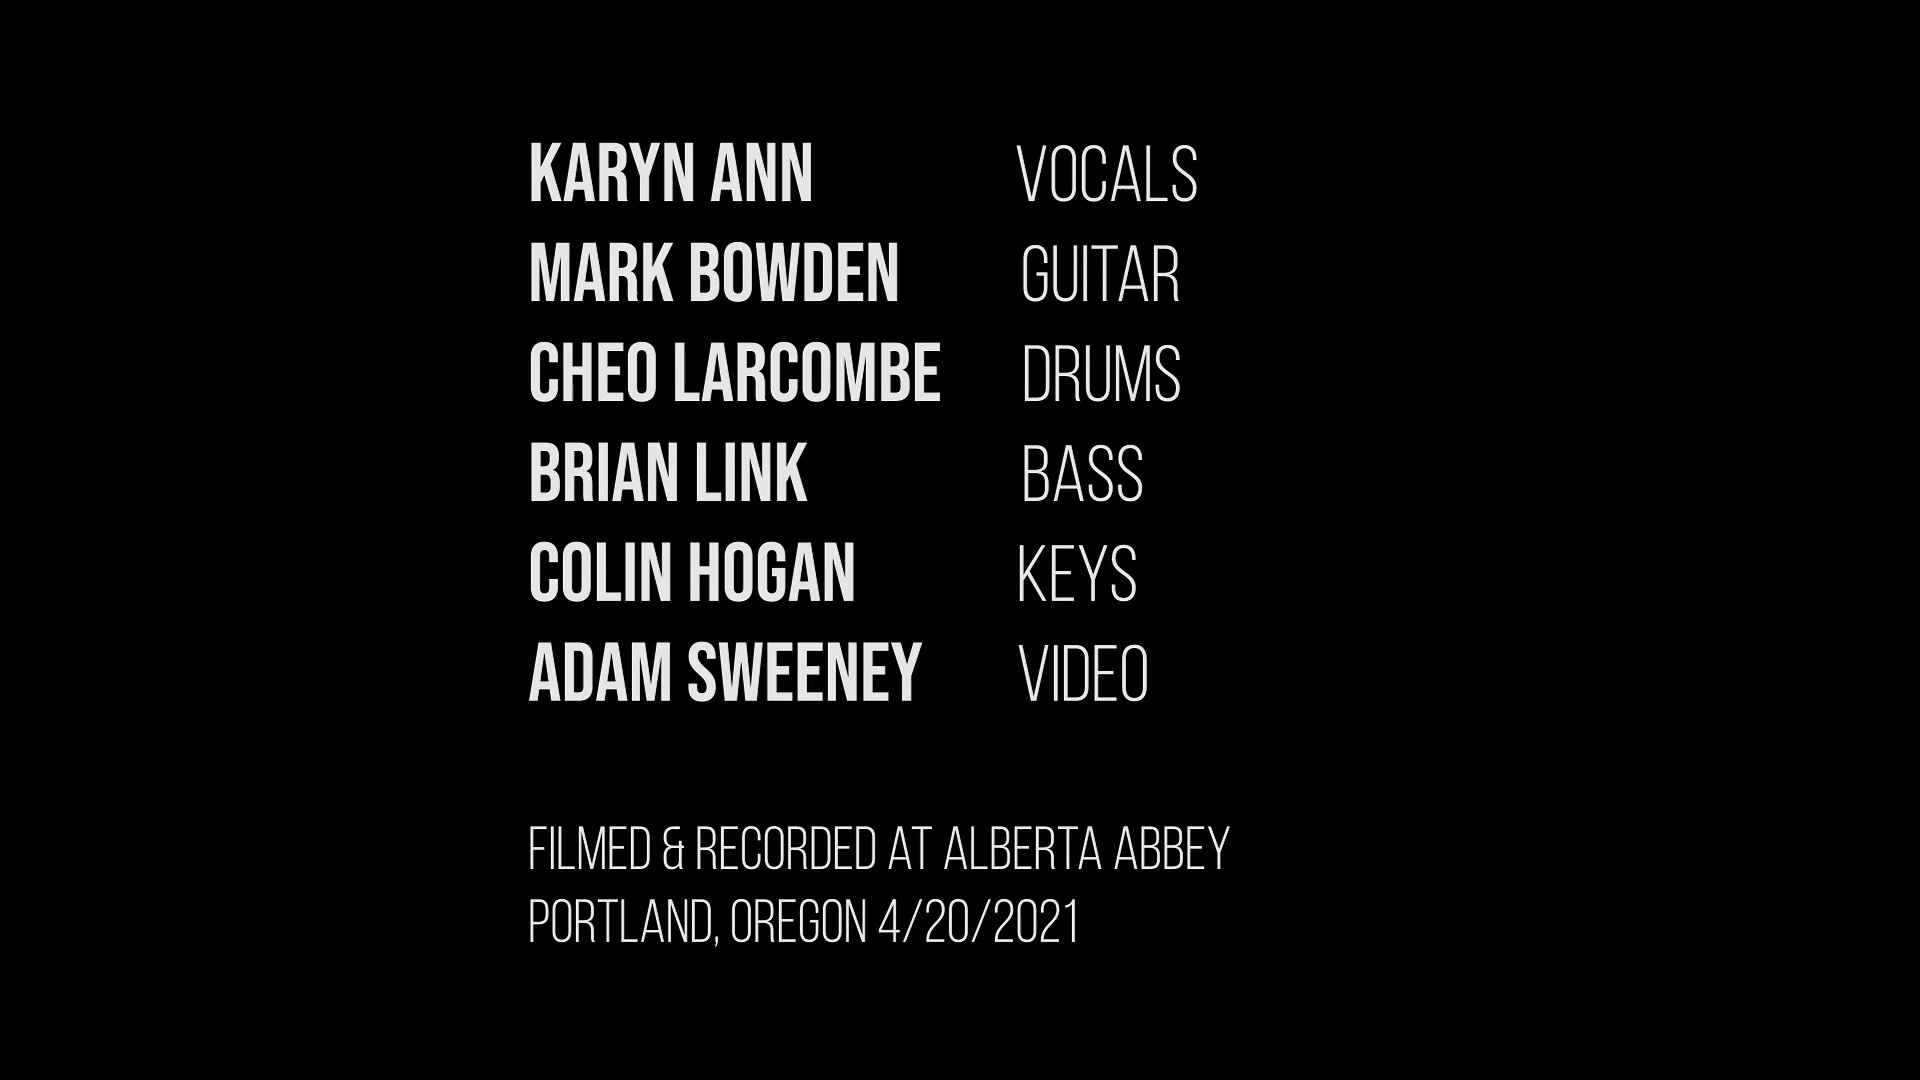 KARYN ANN VOCALS
MARK BOWDEN GUITAR
CHEO LARCOMBE DRUMS
BRIAN LINK BASS
COLIN HOGAN KEYS
ADAM SWEENEY VIDEO
FILMED & RECORDED AT ALBERTA ABBEY
PORTLAND, OREGON 4/20/2021